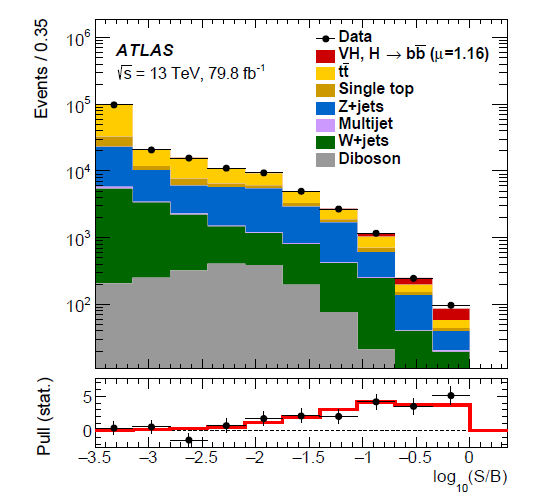 Events / 0.35
10⁶
10⁵
10⁴
10³
10²
ATLAS
√s = 13 TeV, 79.8 fb⁻¹
Data
VH, H → bb̅ (μ=1.16)
tt̅
Single top
Z+jets
Multijet
W+jets
Diboson
Pull (stat.)
5
0
−3.5 −3 −2.5 −2 −1.5 −1 −0.5 0
log₁₀(S/B)